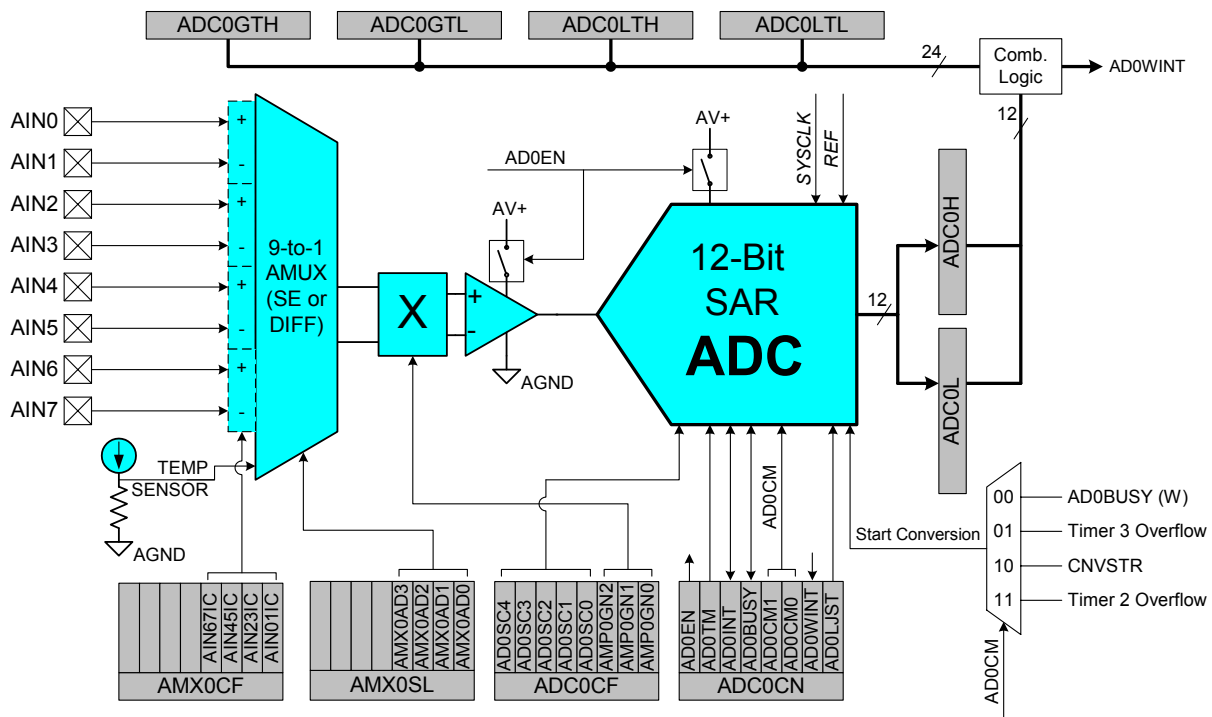 ADC0GTH
ADC0GTL
ADC0LTH
ADC0LTL
24
Comb.
Logic
AD0WINT
12
AIN0
AIN1
AIN2
AIN3
AIN4
AIN5
AIN6
AIN7
+
-
+
-
+
-
+
-
9-to-1
AMUX
(SE or
DIFF)
TEMP
SENSOR
AGND
X
+
-
AV+
AGND
AD0EN
AV+
SYSCLK
REF
12-Bit
SAR
ADC
12
ADC0H
ADC0L
AD0CM
Start Conversion
00
01
10
11
AD0BUSY (W)
Timer 3 Overflow
CNVSTR
Timer 2 Overflow
AD0CM
AIN67IC
AIN45IC
AIN23IC
AIN01IC
AMX0CF
AMX0AD3
AMX0AD2
AMX0AD1
AMX0AD0
AMX0SL
AD0SC4
AD0SC3
AD0SC2
AD0SC1
AD0SC0
AMP0GN2
AMP0GN1
AMP0GN0
ADC0CF
AD0EN
AD0TM
AD0INT
AD0BUSY
AD0CM1
AD0CM0
AD0WINT
AD0LJST
ADC0CN